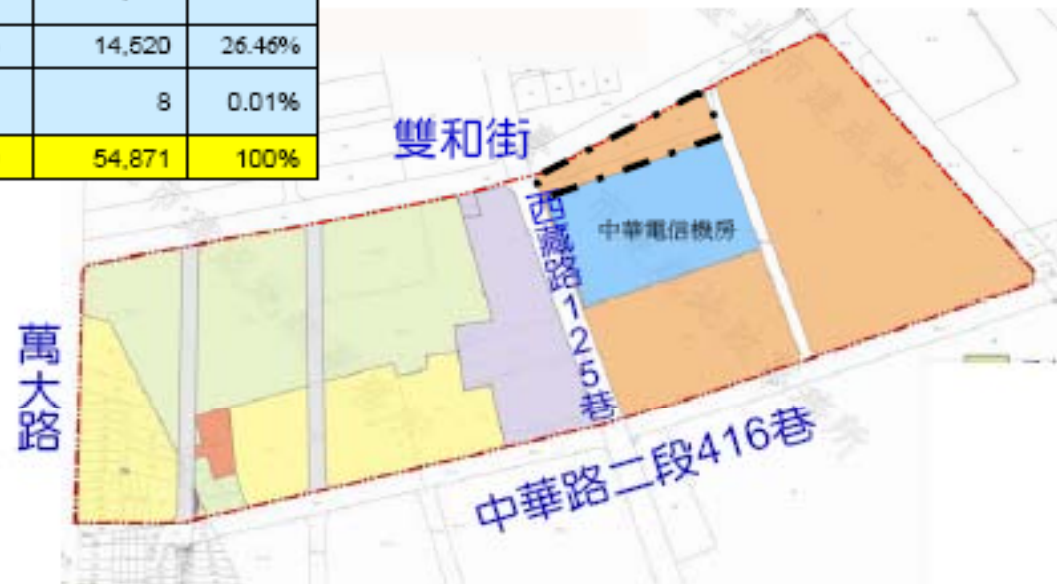 14,520 26.46%
8 0.01%
54,871 100%
雙和街
中華電信機房
西藏路125巷
萬大路
中華路二段416巷